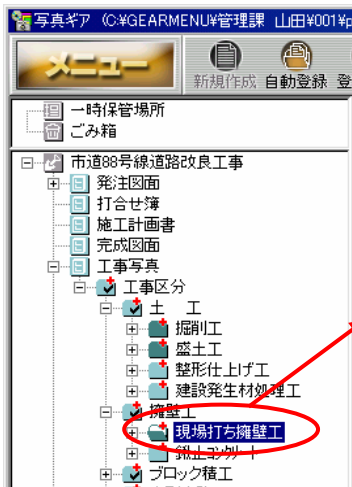 写真ギア (C:¥GEARMENU¥管理課 山田¥001¥p
メニュー
新規作成 自動登録 登
一時保管場所
ごみ箱
市道88号線道路改良工事
発注図面
打合せ簿
施工計画書
完成図面
工事写真
工事区分
土 工
掘削工
盛土工
整形仕上げ工
建設発生材処理工
擁壁工
現場打ち擁壁工
ブロック積工